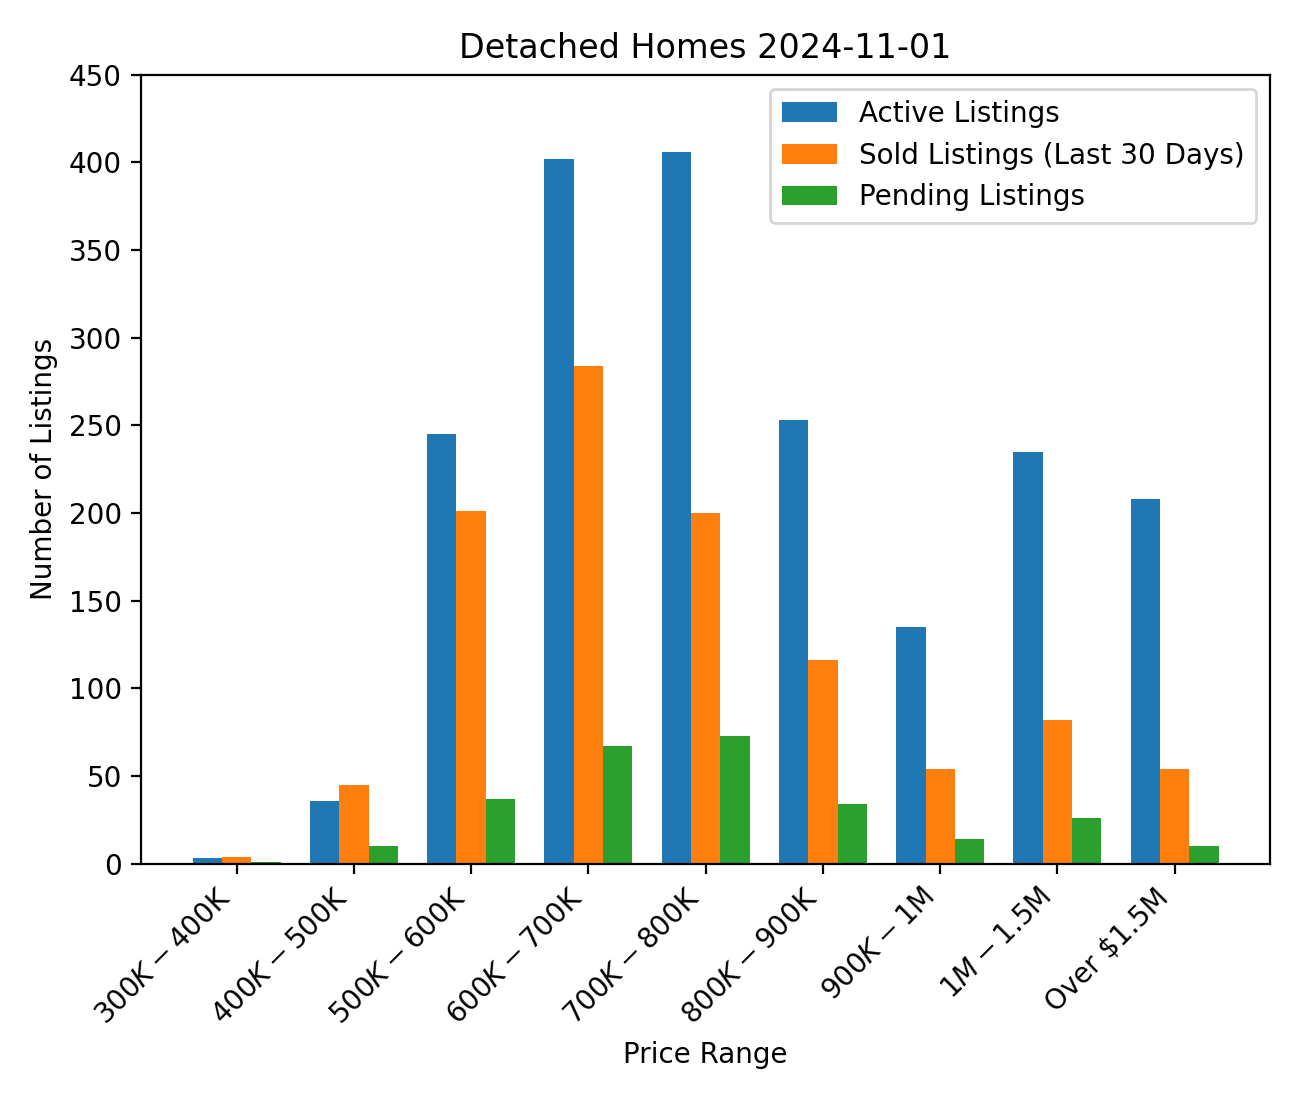 Detached Homes 2024-11-01
450
400
350
300
250
200
150
100
50
0
Number of Listings
Active Listings
Sold Listings (Last 30 Days)
Pending Listings
300K − 400K
400K − 500K
500K − 600K
600K − 700K
700K − 800K
800K − 900K
900K − 1M
1M − 1.5M
Over $1.5M
Price Range